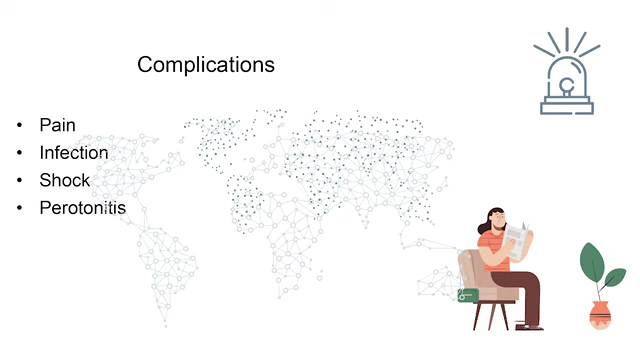 Complications
• Pain
• Infection
• Shock
• Perotonitis